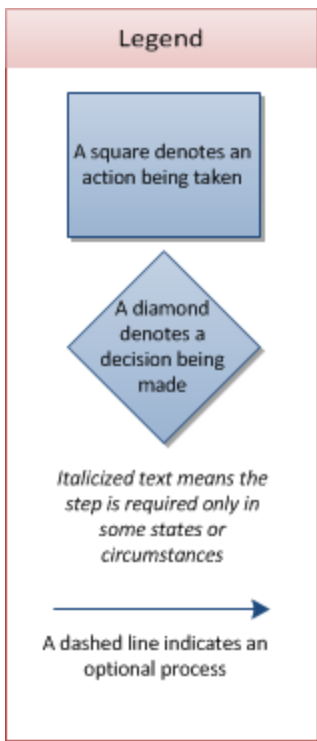 Legend
A square denotes an
action being taken
A diamond
denotes a
decision being
made
Italicized text means the
step is required only in
some states or
circumstances
A dashed line indicates an
optional process